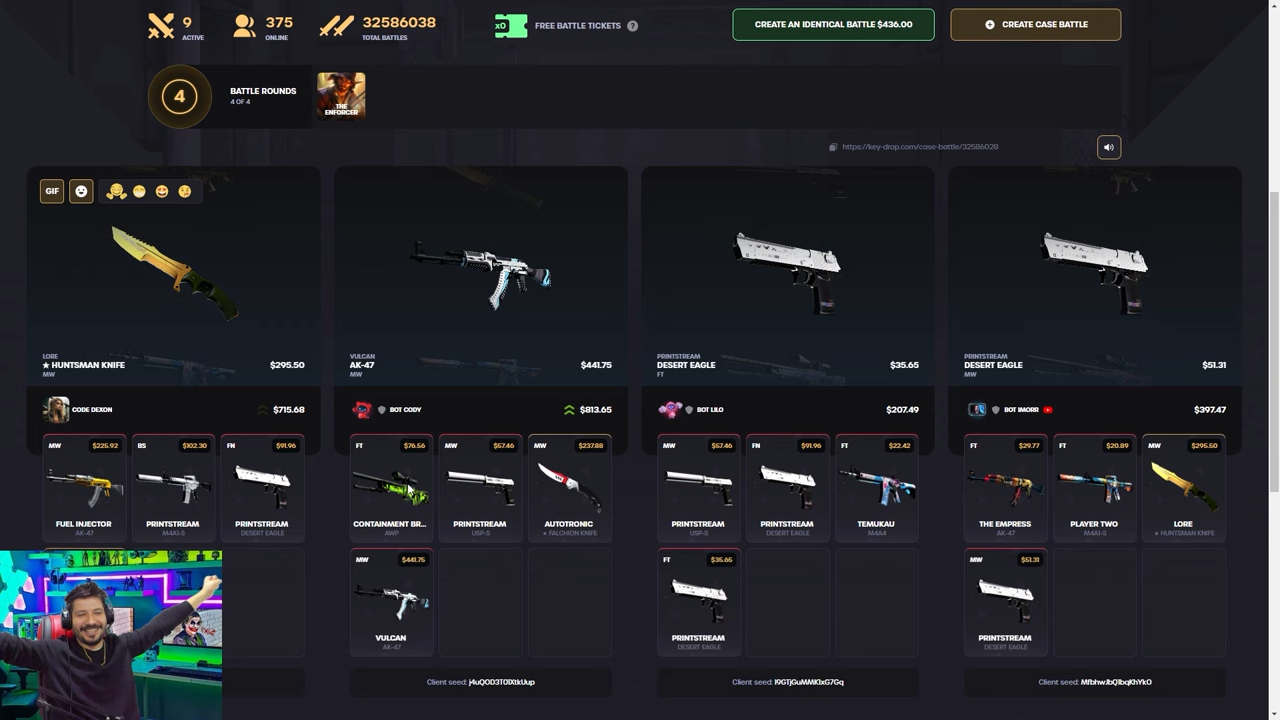 9
ACTIVE
375
ONLINE
32586038
TOTAL BATTLES
x0
FREE BATTLE TICKETS ?
CREATE AN IDENTICAL BATTLE $436.00
CREATE CASE BATTLE
4
BATTLE ROUNDS
4 OF 4
THE
ENFORCER
https://key-drop.com/case-battle/32586028
GIF
LORE
★ HUNTSMAN KNIFE $295.50
MW
VULCAN
AK-47 $441.75
MW
PRINTSTREAM
DESERT EAGLE $35.65
FT
PRINTSTREAM
DESERT EAGLE $51.31
MW
CODE DEXON $715.68
BOT CODY $813.65
BOT LILO $207.49
BOT IMORR $397.47
MW $225.92
FUEL INJECTOR
AK-47
BS $102.30
PRINTSTREAM
M4A1-S
FN $91.96
PRINTSTREAM
DESERT EAGLE
FT $76.56
CONTAINMENT BR...
AWP
MW $57.46
PRINTSTREAM
USP-S
MW $237.88
AUTOTRONIC
★ FALCHION KNIFE
MW $57.46
PRINTSTREAM
USP-S
FN $91.96
PRINTSTREAM
DESERT EAGLE
FT $22.42
TEMUKAU
M4A4
FT $29.77
THE EMPRESS
AK-47
FT $20.89
PLAYER TWO
M4A1-S
MW $295.50
LORE
★ HUNTSMAN KNIFE
MW $441.75
VULCAN
AK-47
FT $35.65
PRINTSTREAM
DESERT EAGLE
MW $51.31
PRINTSTREAM
DESERT EAGLE
Client seed:
Client seed:
Client seed: